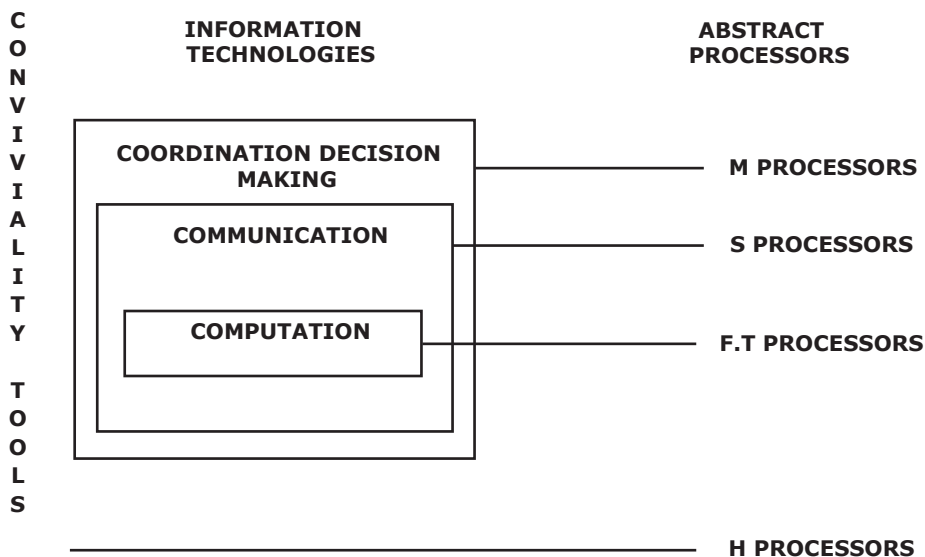 CONVIVIALITY TOOLS
INFORMATION
TECHNOLOGIES
ABSTRACT
PROCESSORS
COORDINATION DECISION
MAKING
M PROCESSORS
COMMUNICATION
S PROCESSORS
COMPUTATION
F.T PROCESSORS
H PROCESSORS